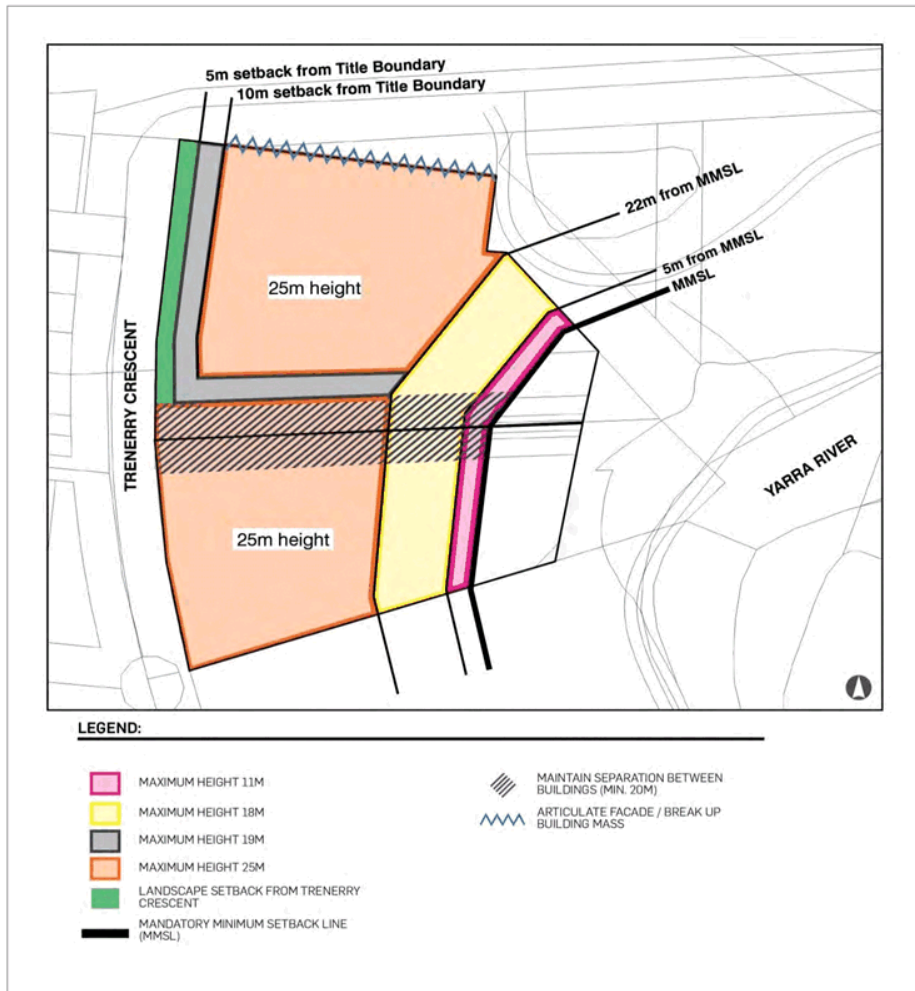 5m setback from Title Boundary
10m setback from Title Boundary
22m from MMSL
5m from MMSL
MMSL
25m height
TRENERRY CRESCENT
YARRA RIVER
25m height
LEGEND:
MAXIMUM HEIGHT 11M
MAXIMUM HEIGHT 18M
MAXIMUM HEIGHT 19M
MAXIMUM HEIGHT 25M
LANDSCAPE SETBACK FROM TRENERRY
CRESCENT
MANDATORY MINIMUM SETBACK LINE
(MMSL)
MAINTAIN SEPARATION BETWEEN
BUILDINGS (MIN. 20M)
ARTICULATE FACADE / BREAK UP
BUILDING MASS